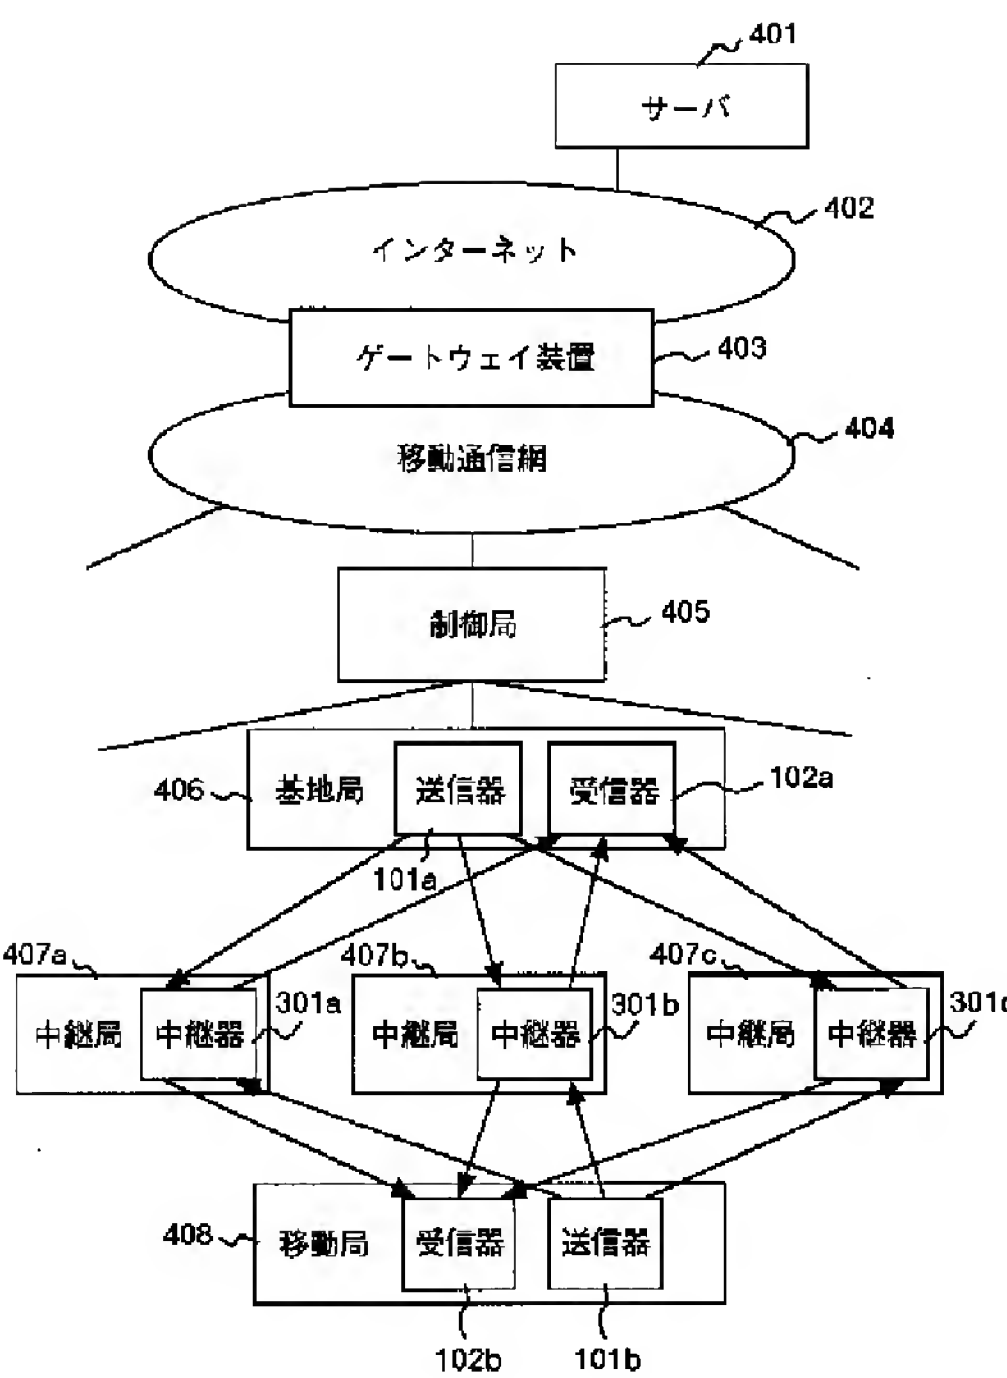 401
サーバ
402
インターネット
ゲートウェイ装置
403
404
移動通信網
制御局
405
406
基地局
送信器
受信器
102a
101a
407a
407b
407c
中継局
中継器
301a
中継局
中継器
301b
中継局
中継器
301c
408
移動局
受信器
送信器
102b
101b